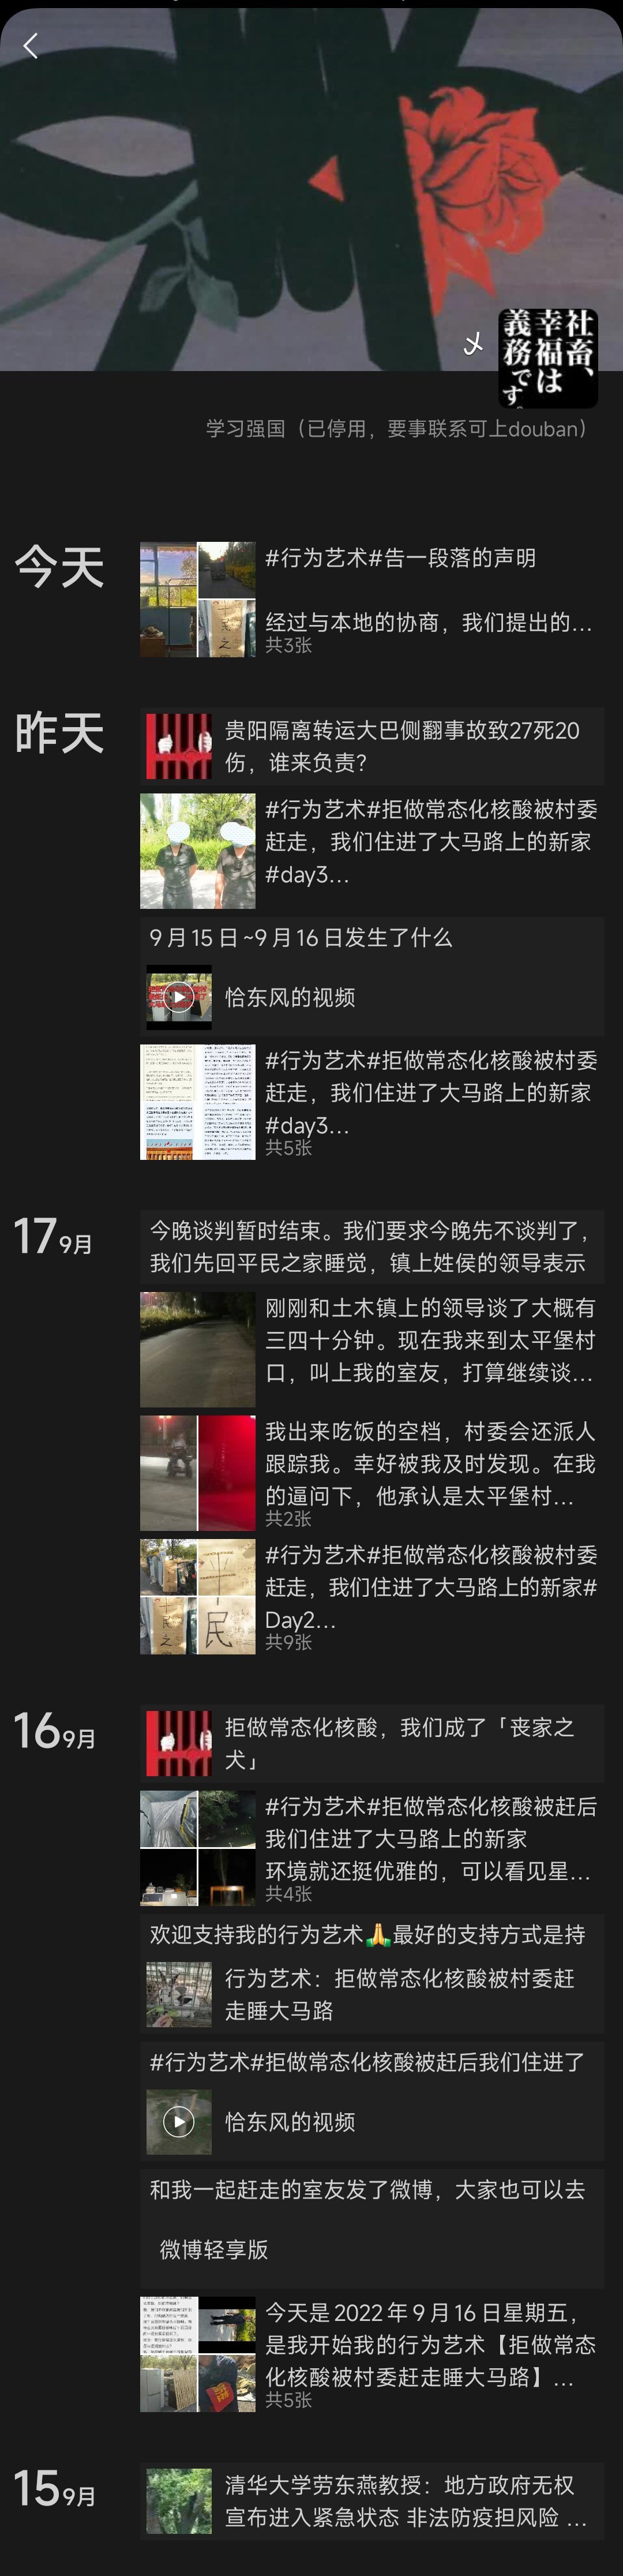 社畜、
幸福は
義務です。
乄
学习强国（已停用，要事联系可上douban）
今天
#行为艺术#告一段落的声明
经过与本地的协商，我们提出的...
共3张
昨天
贵阳隔离转运大巴侧翻事故致27死20
伤，谁来负责?
#行为艺术#拒做常态化核酸被村委
赶走，我们住进了大马路上的新家
#day3...
9月15日~9月16日发生了什么
恰东风的视频
#行为艺术#拒做常态化核酸被村委
赶走，我们住进了大马路上的新家
#day3...
共5张
17 9月
今晚谈判暂时结束。我们要求今晚先不谈判了，
我们先回平民之家睡觉，镇上姓侯的领导表示
刚刚和土木镇上的领导谈了大概有
三四十分钟。现在我来到太平堡村
口，叫上我的室友，打算继续谈...
我出来吃饭的空档，村委会还派人
跟踪我。幸好被我及时发现。在我
的逼问下，他承认是太平堡村...
共2张
#行为艺术#拒做常态化核酸被村委
赶走，我们住进了大马路上的新家#
Day2...
共9张
民
16 9月
拒做常态化核酸，我们成了「丧家之
犬」
#行为艺术#拒做常态化核酸被赶后
我们住进了大马路上的新家
环境就还挺优雅的，可以看见星...
共4张
欢迎支持我的行为艺术🙏最好的支持方式是持
行为艺术：拒做常态化核酸被村委赶
走睡大马路
#行为艺术#拒做常态化核酸被赶后我们住进了
恰东风的视频
和我一起赶走的室友发了微博，大家也可以去
微博轻享版
今天是2022年9月16日星期五，
是我开始我的行为艺术【拒做常态
化核酸被村委赶走睡大马路】...
共5张
15 9月
清华大学劳东燕教授：地方政府无权
宣布进入紧急状态 非法防疫担风险 ...